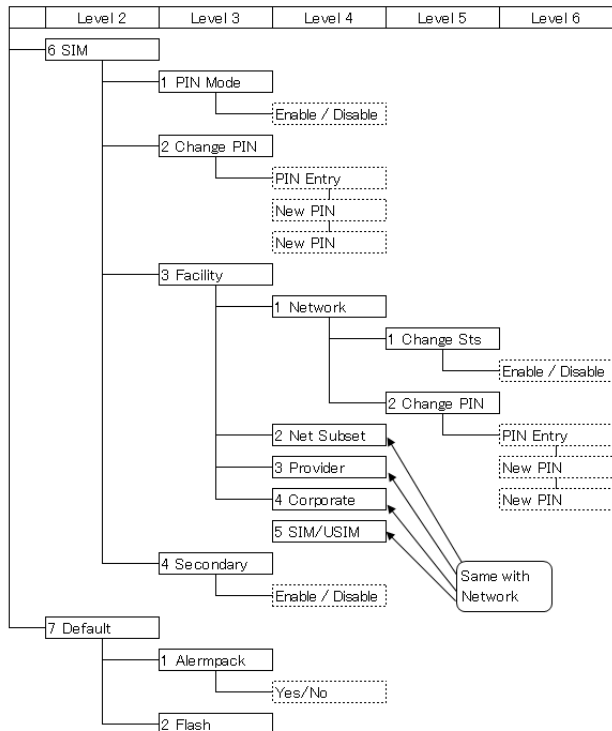 Level 2 Level 3 Level 4 Level 5 Level 6
6 SIM
1 PIN Mode
Enable / Disable
2 Change PIN
PIN Entry
New PIN
New PIN
3 Facility
1 Network
1 Change Sts
Enable / Disable
2 Change PIN
2 Net Subset PIN Entry
3 Provider New PIN
4 Corporate New PIN
5 SIM/USIM
4 Secondary
Same with
Network
Enable / Disable
7 Default
1 Alermpack
Yes/No
2 Flash